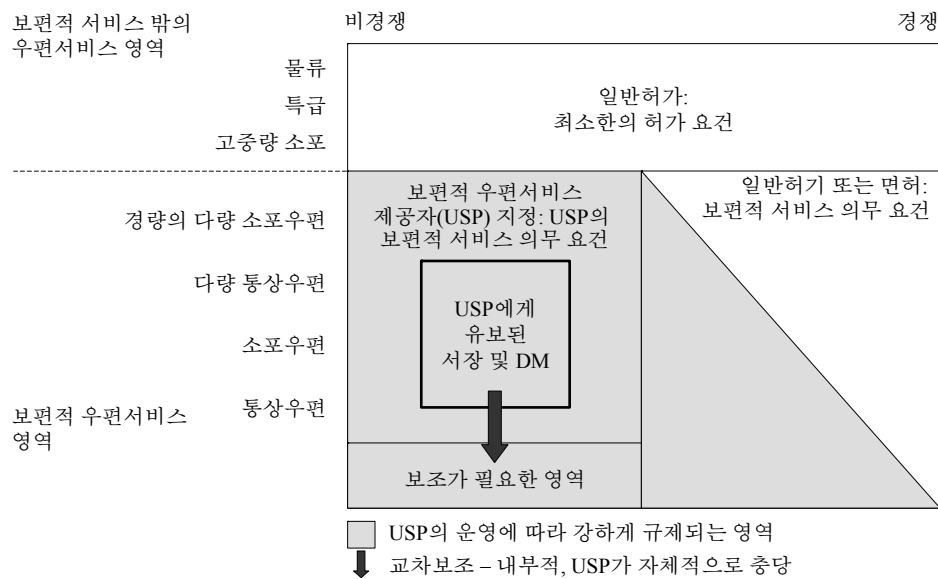 보편적 서비스 밖의
우편서비스 영역
비경쟁
경쟁
물류
특급
고중량 소포
일반허가:
최소한의 허가 요건
경량의 다량 소포우편
다량 통상우편
소포우편
통상우편
보편적 우편서비스
영역
보편적 우편서비스
제공자(USP) 지정: USP의
보편적 서비스 의무 요건
일반허기 또는 면허:
보편적 서비스 의무 요건
USP에게
유보된
서장 및 DM
보조가 필요한 영역
USP의 운영에 따라 강하게 규제되는 영역
교차보조 – 내부적, USP가 자체적으로 충당